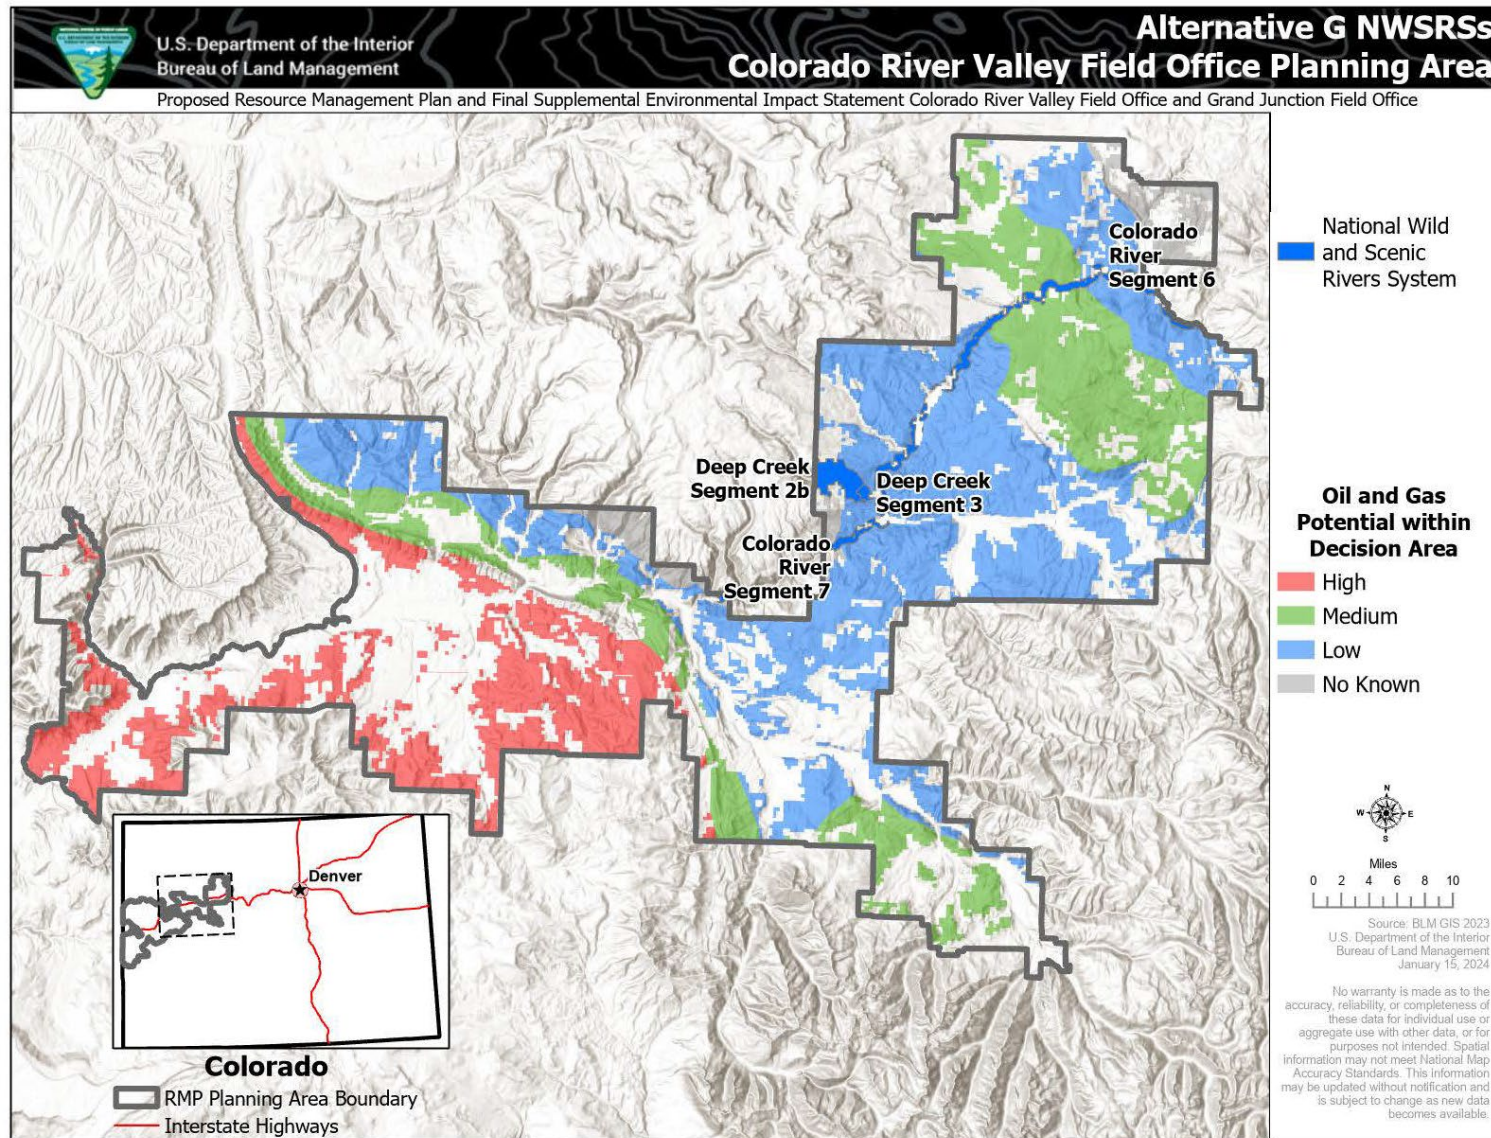 U.S. Department of the Interior
Bureau of Land Management
Alternative G NWSRSs
Colorado River Valley Field Office Planning Area
Proposed Resource Management Plan and Final Supplemental Environmental Impact Statement Colorado River Valley Field Office and Grand Junction Field Office
Colorado
River
Segment 6
Deep Creek
Segment 2b
Deep Creek
Segment 3
Colorado
River
Segment 7
National Wild
and Scenic
Rivers System
Oil and Gas
Potential within
Decision Area
High
Medium
Low
No Known
N
W E
S
Miles
0 2 4 6 8 10
Source: BLM GIS 2023
U.S. Department of the Interior
Bureau of Land Management
January 15, 2024
No warranty is made as to the
accuracy, reliability, or completeness of
these data for individual use or
aggregate use with other data, or for
purposes not intended. Spatial
information may not meet National Map
Accuracy Standards. This information
may be updated without notification and
is subject to change as new data
becomes available.
Denver
Colorado
RMP Planning Area Boundary
Interstate Highways